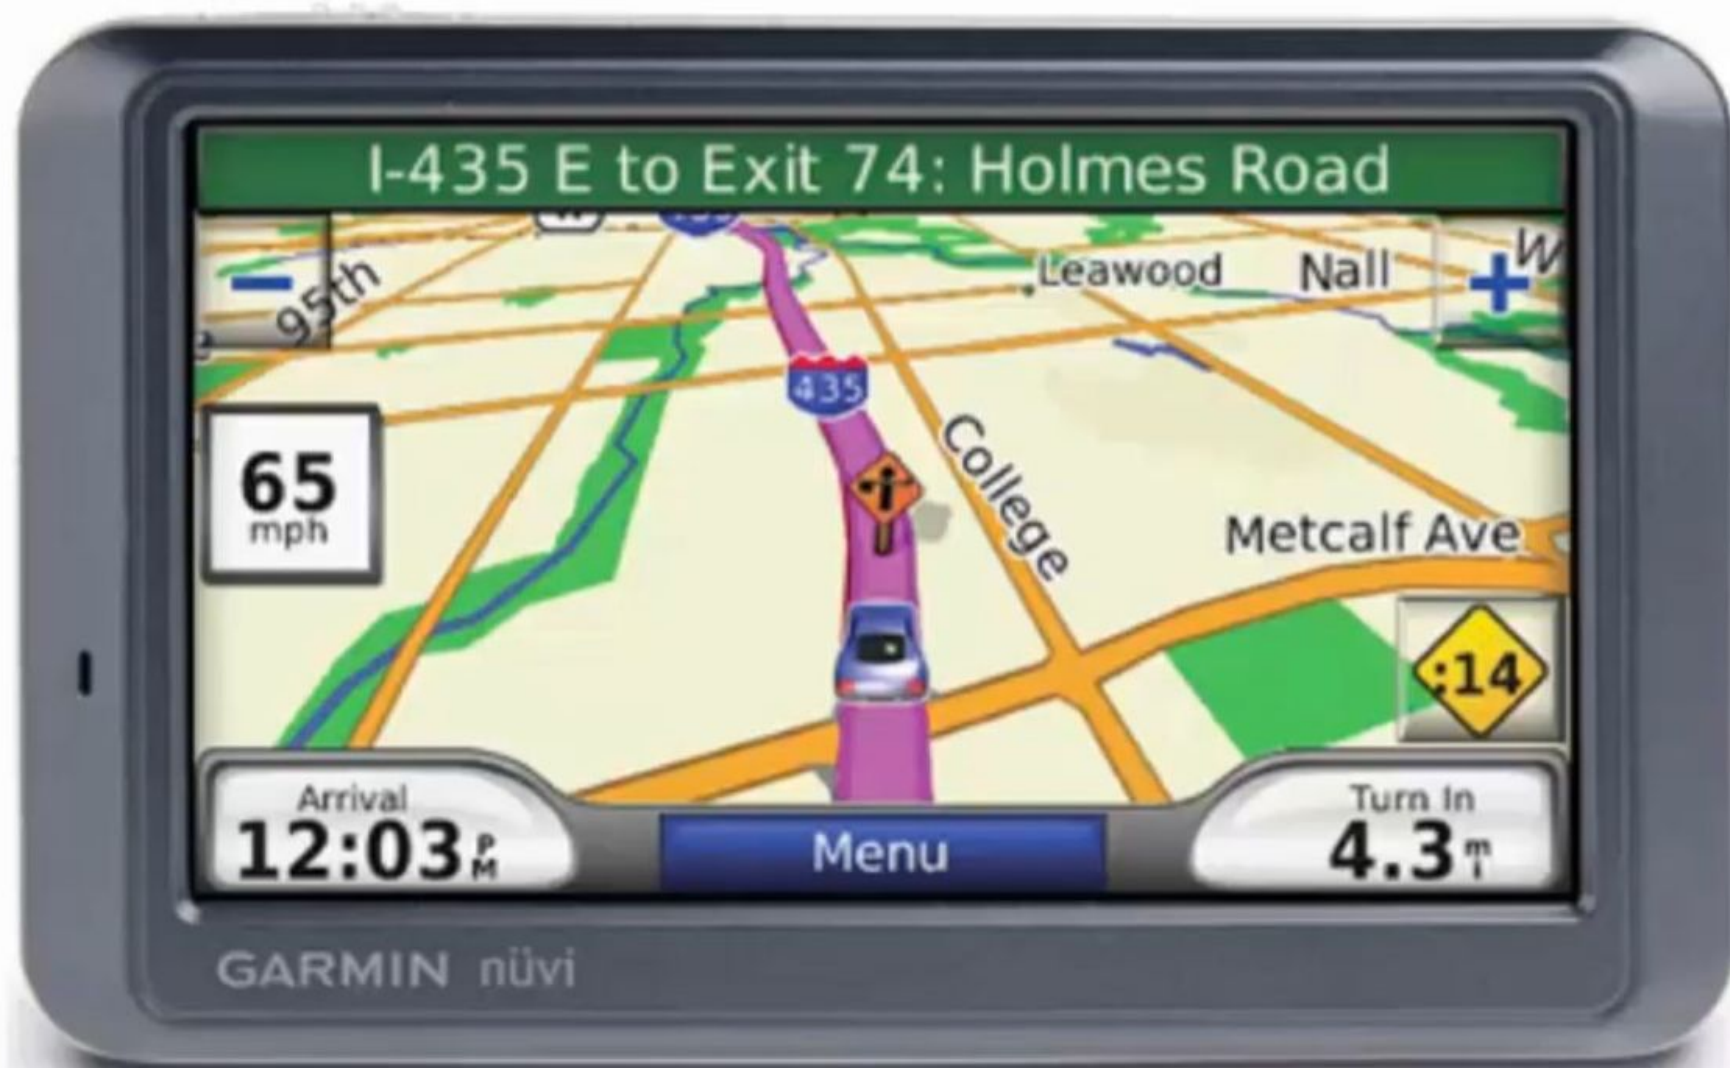 I-435 E to Exit 74: Holmes Road
95th
Leawood
Nall
W
435
College
65
mph
Metcalf Ave
:14
Arrival
12:03 PM
Menu
Turn In
4.3 mi
GARMIN nüvi